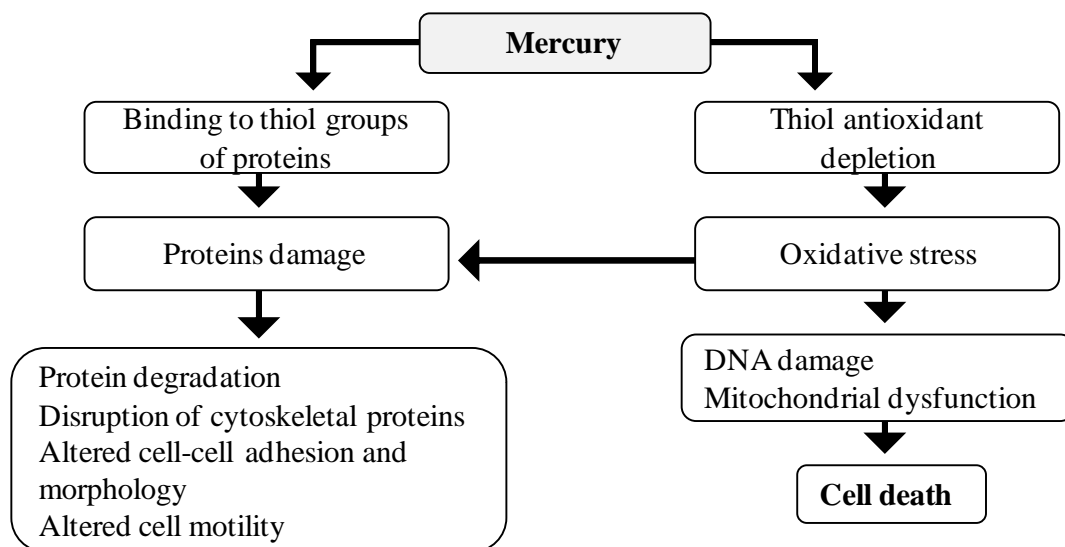 Mercury
Binding to thiol groups
of proteins
Thiol antioxidant
depletion
Proteins damage
Oxidative stress
Protein degradation
Disruption of cytoskeletal proteins
Altered cell-cell adhesion and
morphology
Altered cell motility
DNA damage
Mitochondrial dysfunction
Cell death